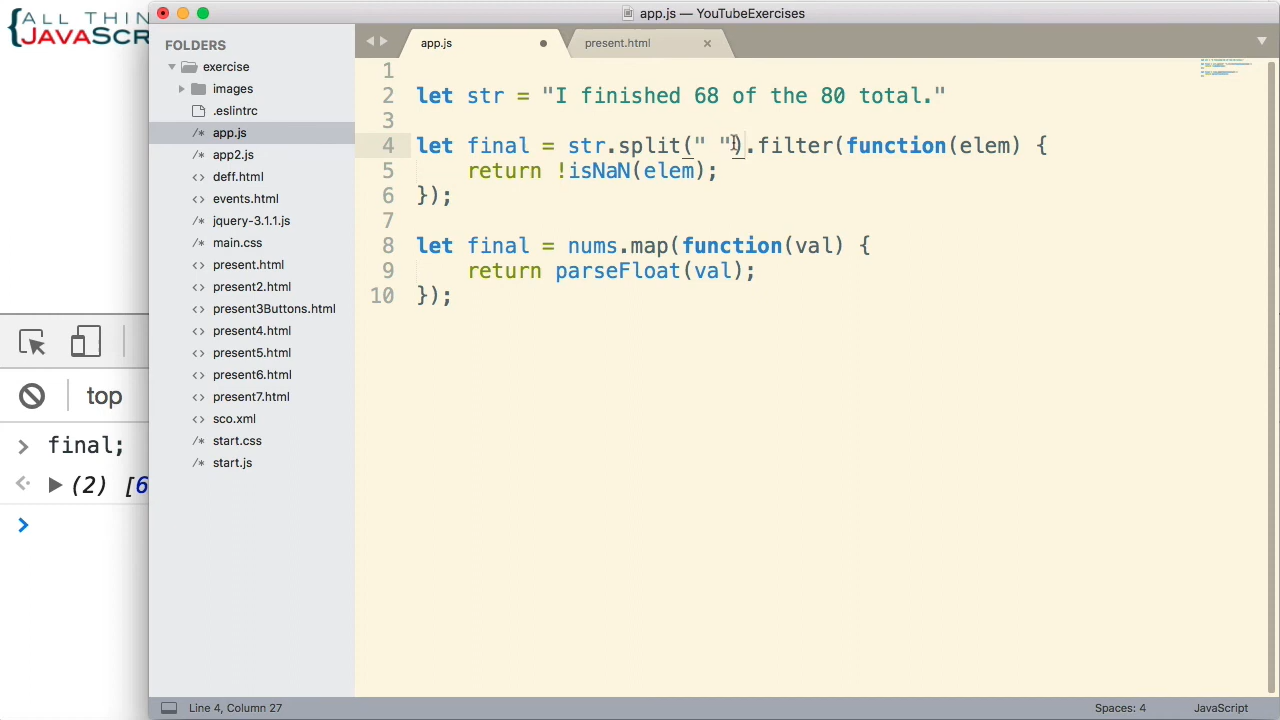 {ALL THIN
JAVASCR
app.js — YouTubeExercises
FOLDERS
exercise
images
.eslintrc
app.js
app2.js
deff.html
events.html
jquery-3.1.1.js
main.css
present.html
present2.html
present3Buttons.html
present4.html
present5.html
present6.html
present7.html
sco.xml
start.css
start.js
app.js
present.html
1
2 let str = "I finished 68 of the 80 total."
3
4 let final = str.split(" ").filter(function(elem) {
5 return !isNaN(elem);
6 });
7
8 let final = nums.map(function(val) {
9 return parseFloat(val);
10 });
top
final;
(2) [6
Line 4, Column 27
Spaces: 4
JavaScript